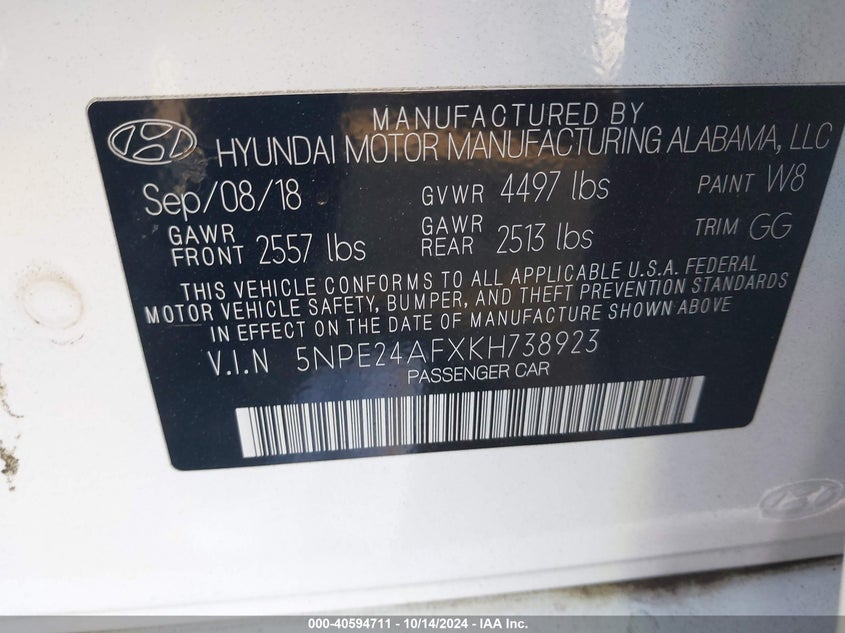 MANUFACTURED BY
HYUNDAI MOTOR MANUFACTURING ALABAMA, LLC
Sep/08/18 GVWR 4497 lbs PAINT W8
GAWR FRONT 2557 lbs GAWR REAR 2513 lbs TRIM GG
THIS VEHICLE CONFORMS TO ALL APPLICABLE U.S.A. FEDERAL
MOTOR VEHICLE SAFETY, BUMPER, AND THEFT PREVENTION STANDARDS
IN EFFECT ON THE DATE OF MANUFACTURE SHOWN ABOVE
V.I.N 5NPE24AFXKH738923
PASSENGER CAR
000-40594711 - 10/14/2024 - IAA Inc.